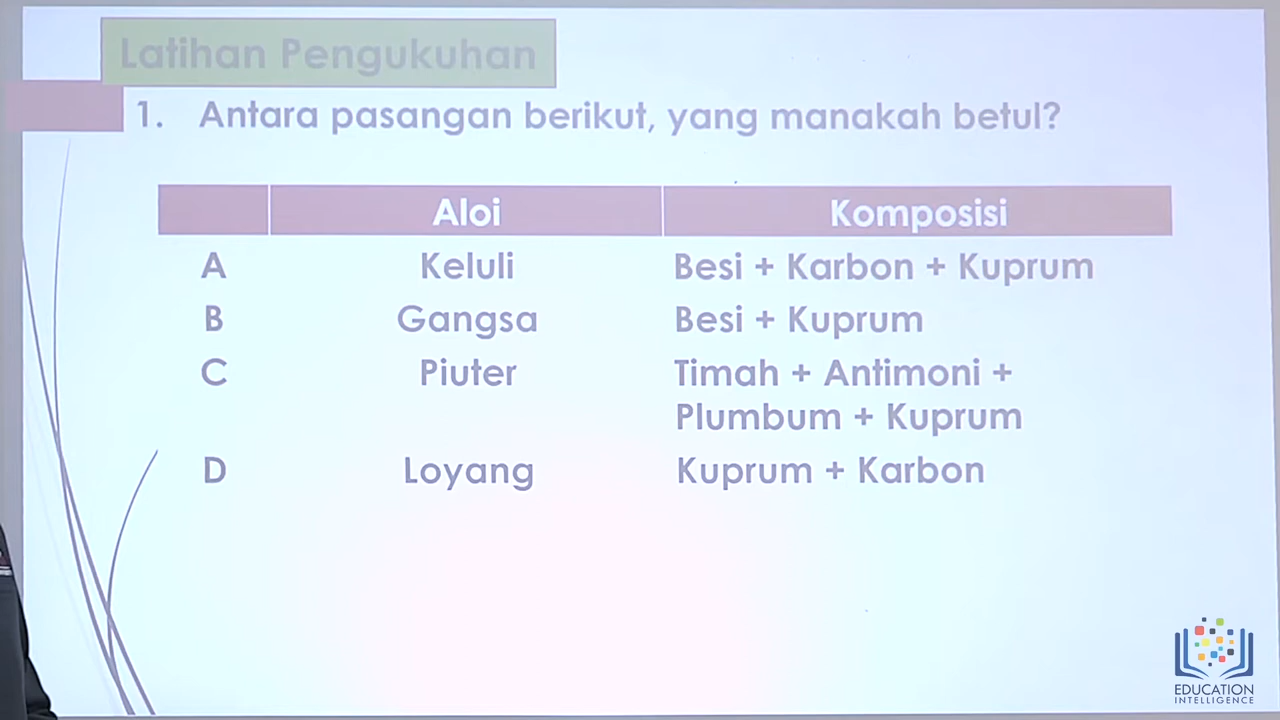 Latihan Pengukuhan
1. Antara pasangan berikut, yang manakah betul?
Aloi Komposisi
A Keluli Besi + Karbon + Kuprum
B Gangsa Besi + Kuprum
C Piuter Timah + Antimoni +
Plumbum + Kuprum
D Loyang Kuprum + Karbon
EDUCATION
INTELLIGENCE